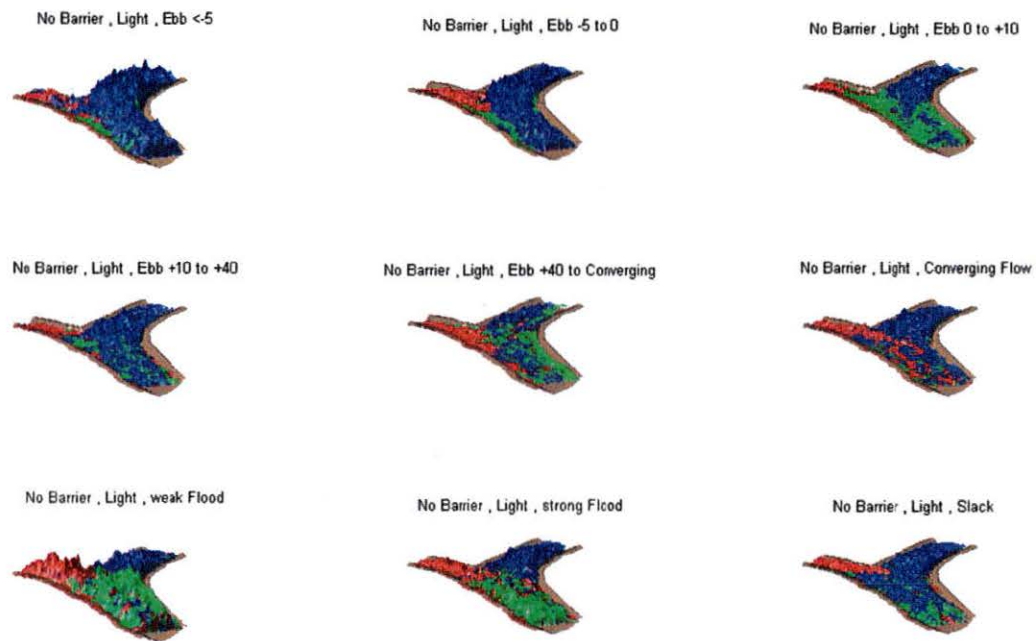 No Barrier , Light , Ebb <-5
No Barrier , Light , Ebb -5 to 0
No Barrier , Light , Ebb 0 to +10
No Barrier , Light , Ebb +10 to +40
No Barrier , Light , Ebb +40 to Converging
No Barrier , Light , Converging Flow
No Barrier , Light , weak Flood
No Barrier , Light , strong Flood
No Barrier , Light , Slack